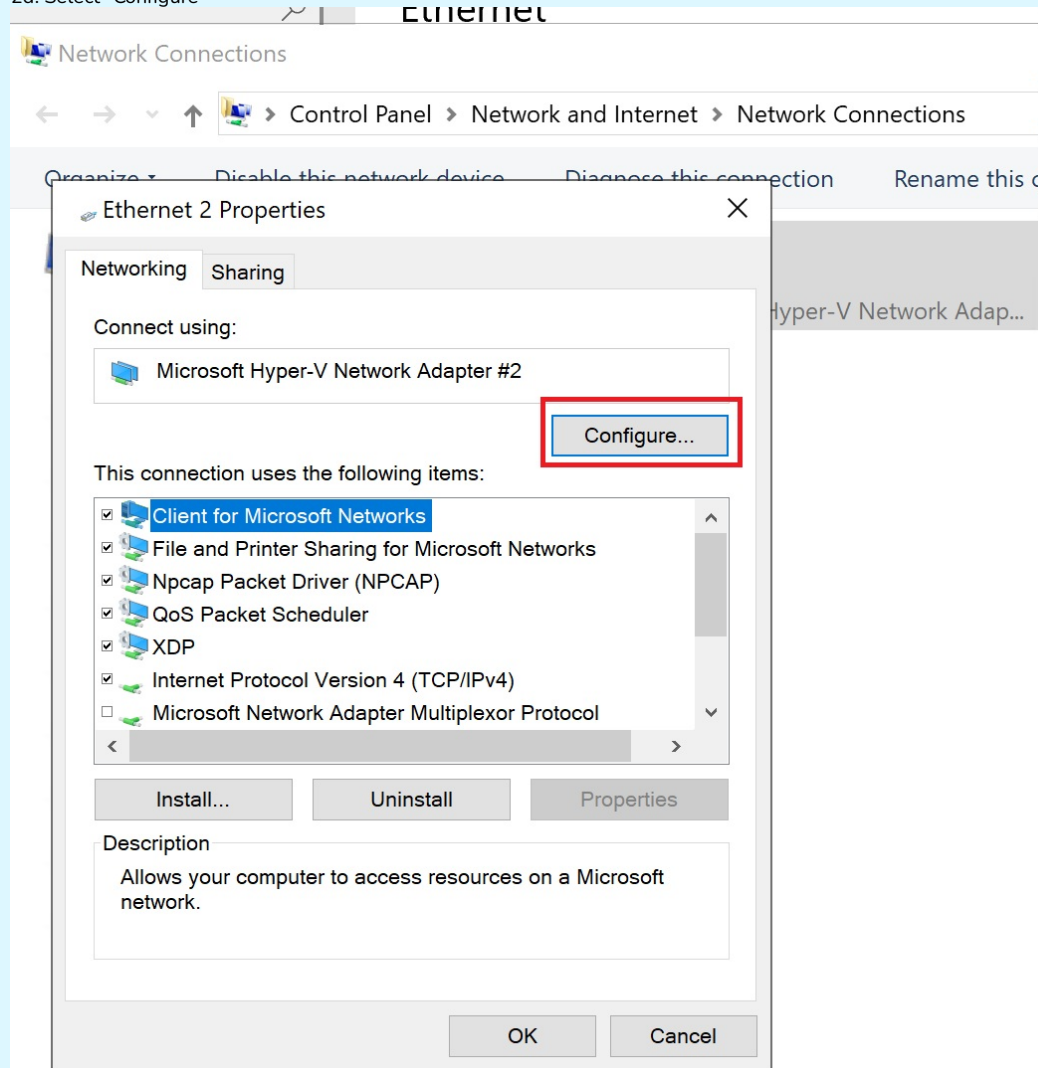 2d. Select "Configure"
Ethernet
Network Connections
Control Panel > Network and Internet > Network Connections
Organize Disable this network device Diagnose this connection Rename this c
Ethernet 2 Properties
Networking Sharing
Hyper-V Network Adap...
Connect using:
Microsoft Hyper-V Network Adapter #2
Configure...
This connection uses the following items:
Client for Microsoft Networks
File and Printer Sharing for Microsoft Networks
Npcap Packet Driver (NPCAP)
QoS Packet Scheduler
XDP
Internet Protocol Version 4 (TCP/IPv4)
Microsoft Network Adapter Multiplexor Protocol
Install... Uninstall Properties
Description
Allows your computer to access resources on a Microsoft
network.
OK Cancel